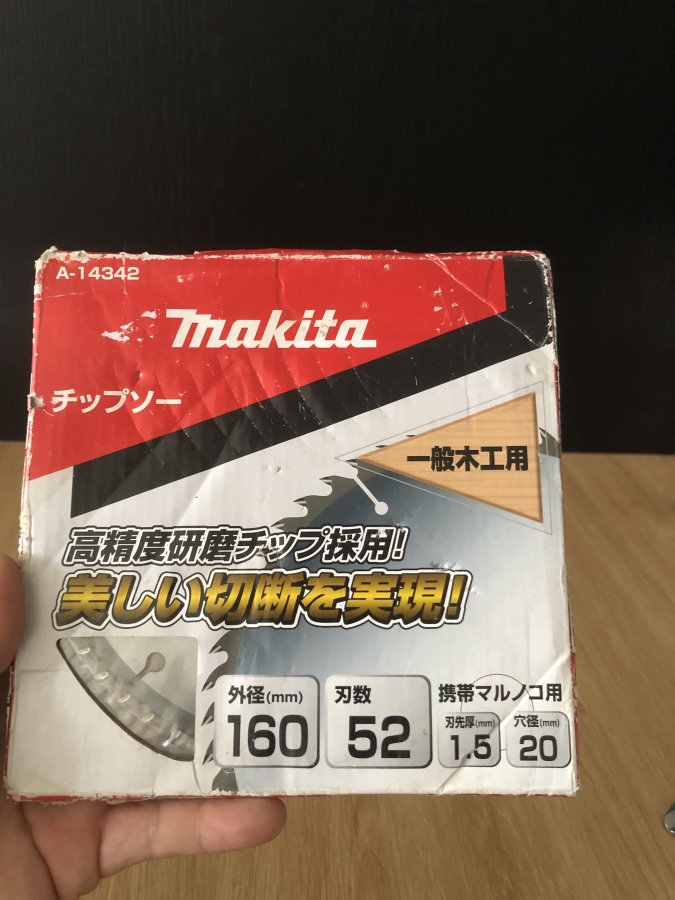 A-14342
makita®
チップソー
一般木工用
高精度研磨チップ採用!
美しい切断を実現!
外径(mm)
160
刃数
52
携帯マルノコ用
刃先厚(mm)
1.5
穴径(mm)
20